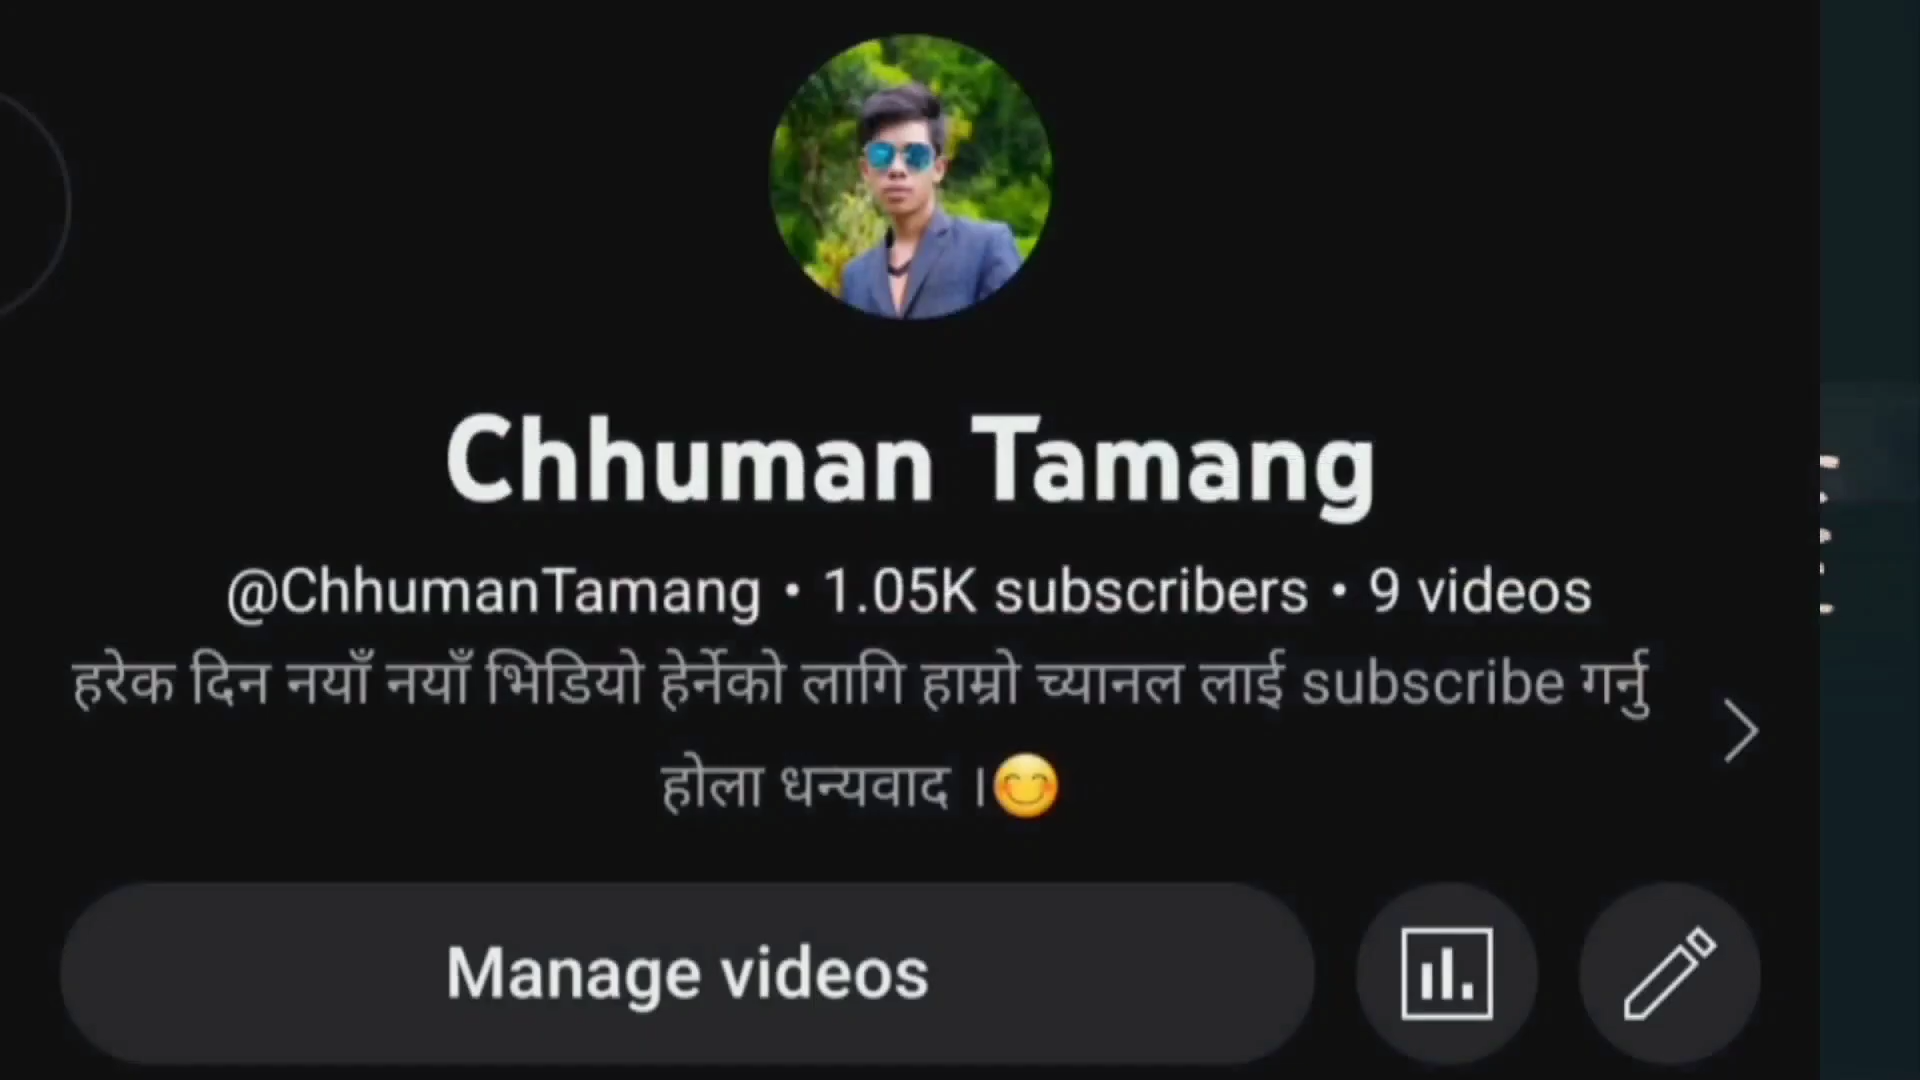 Chhuman Tamang
@ChhumanTamang • 1.05K subscribers • 9 videos
हरेक दिन नयाँ नयाँ भिडियो हेर्नेको लागि हाम्रो च्यानल लाई subscribe गर्नु
होला धन्यवाद ।😊
Manage videos